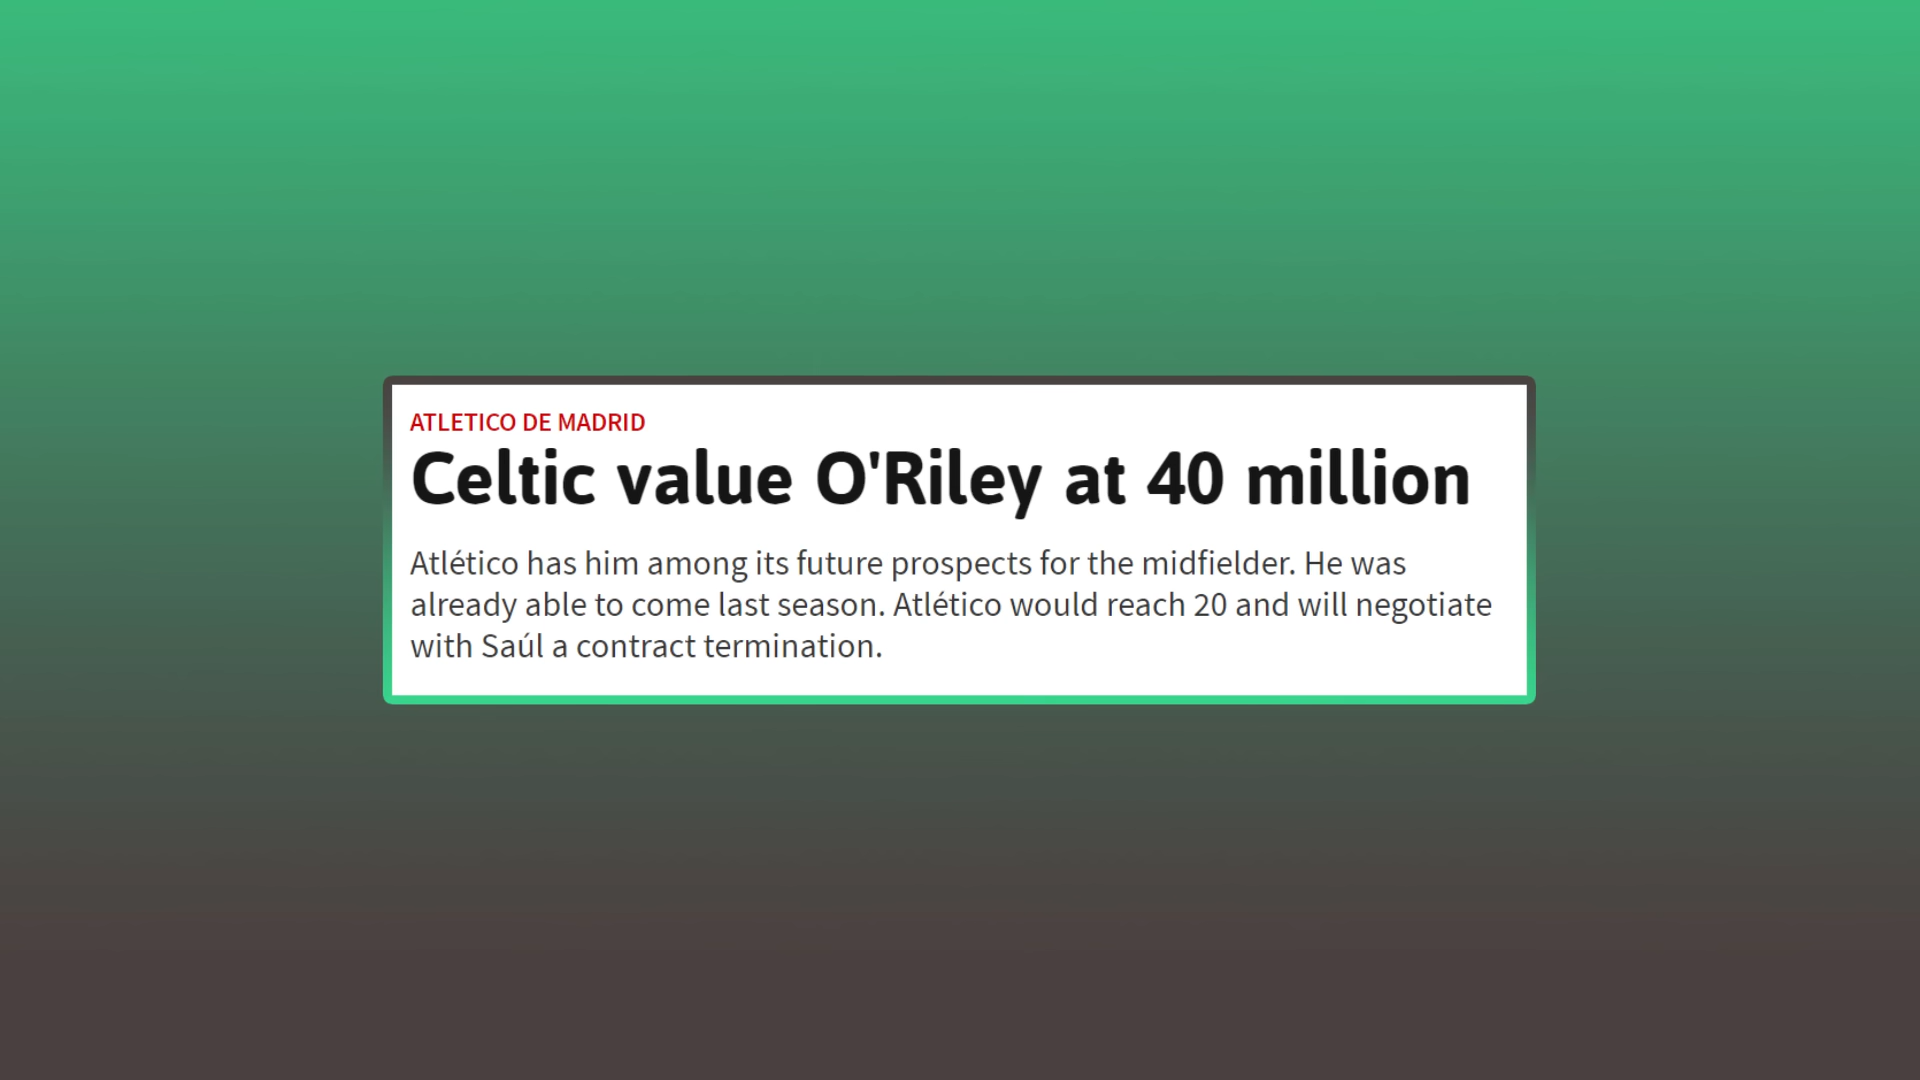 ATLETICO DE MADRID
Celtic value O'Riley at 40 million
Atlético has him among its future prospects for the midfielder. He was
already able to come last season. Atlético would reach 20 and will negotiate
with Saúl a contract termination.